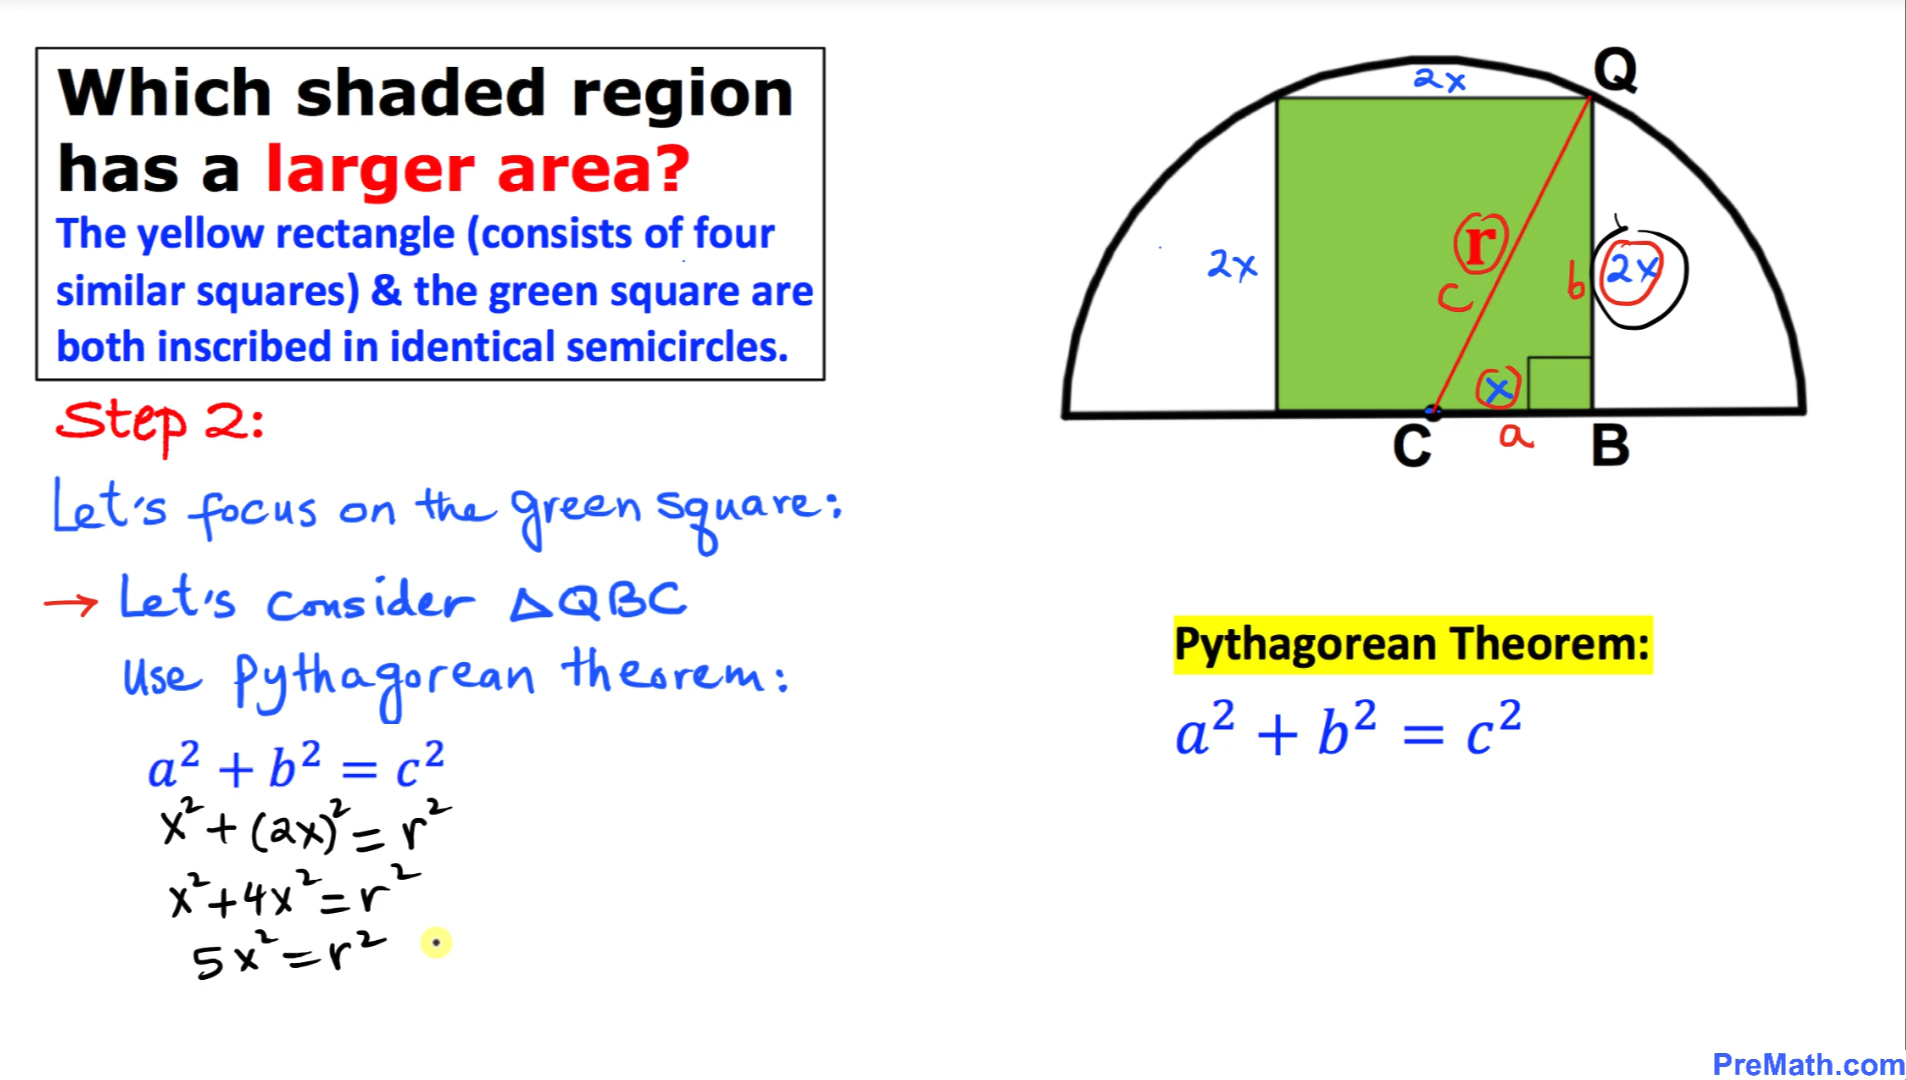 Which shaded region
has a larger area?
The yellow rectangle (consists of four
similar squares) & the green square are
both inscribed in identical semicircles.
Step 2:
Let's focus on the green square:
→ Let's consider △QBC
Use Pythagorean theorem:
a² + b² = c²
x² + (2x)² = r²
x² + 4x² = r²
5x² = r²
Q
2x
2x
r
c
b
2x
x
C
a
B
Pythagorean Theorem:
a² + b² = c²
PreMath.com